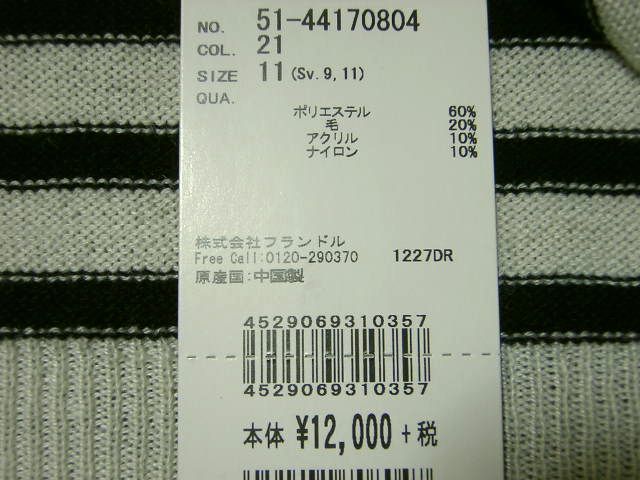 NO. 51-44170804
COL. 21
SIZE 11 (Sv. 9, 11)
QUA.
ポリエステル 60%
毛 20%
アクリル 10%
ナイロン 10%
株式会社フランドル
Free Call:0120-290370 1227DR
原産国:中国製
4529069310357
4529069310357
本体 ¥12,000 +税